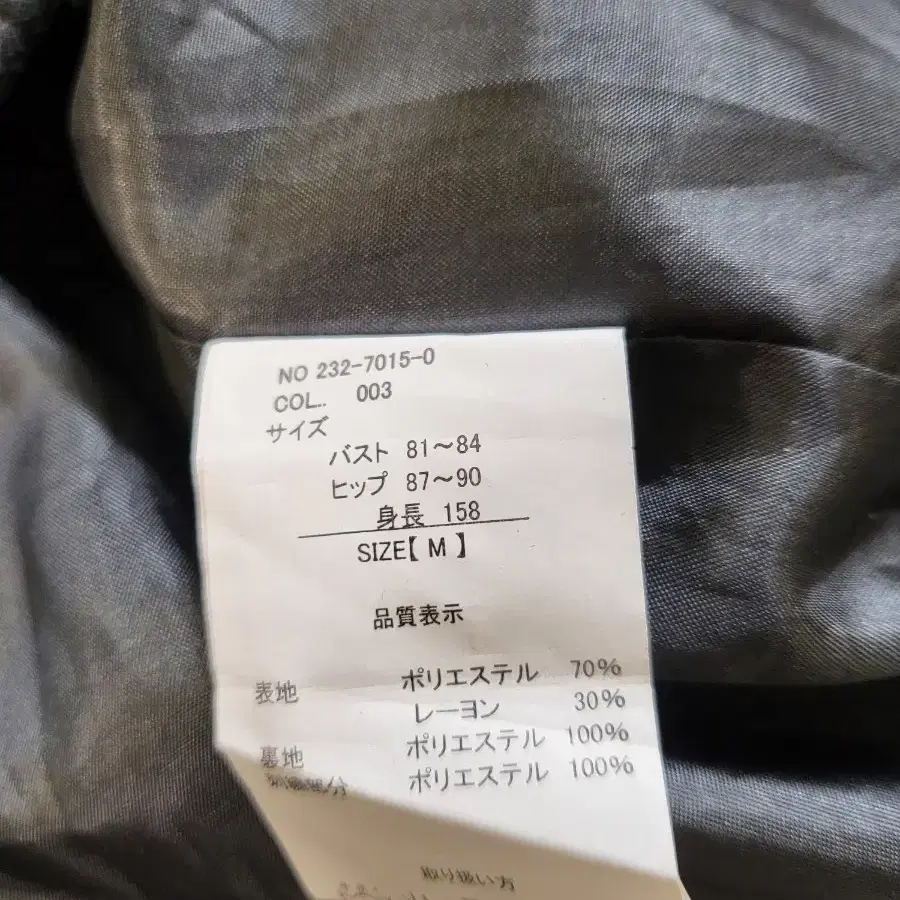 NO 232-7015-0
COL.. 003
サイズ
バスト 81～84
ヒップ 87～90
身長 158
SIZE【 M 】
品質表示
表地 ポリエステル 70%
レーヨン 30%
裏地 ポリエステル 100%
部分 ポリエステル 100%
取り扱い方